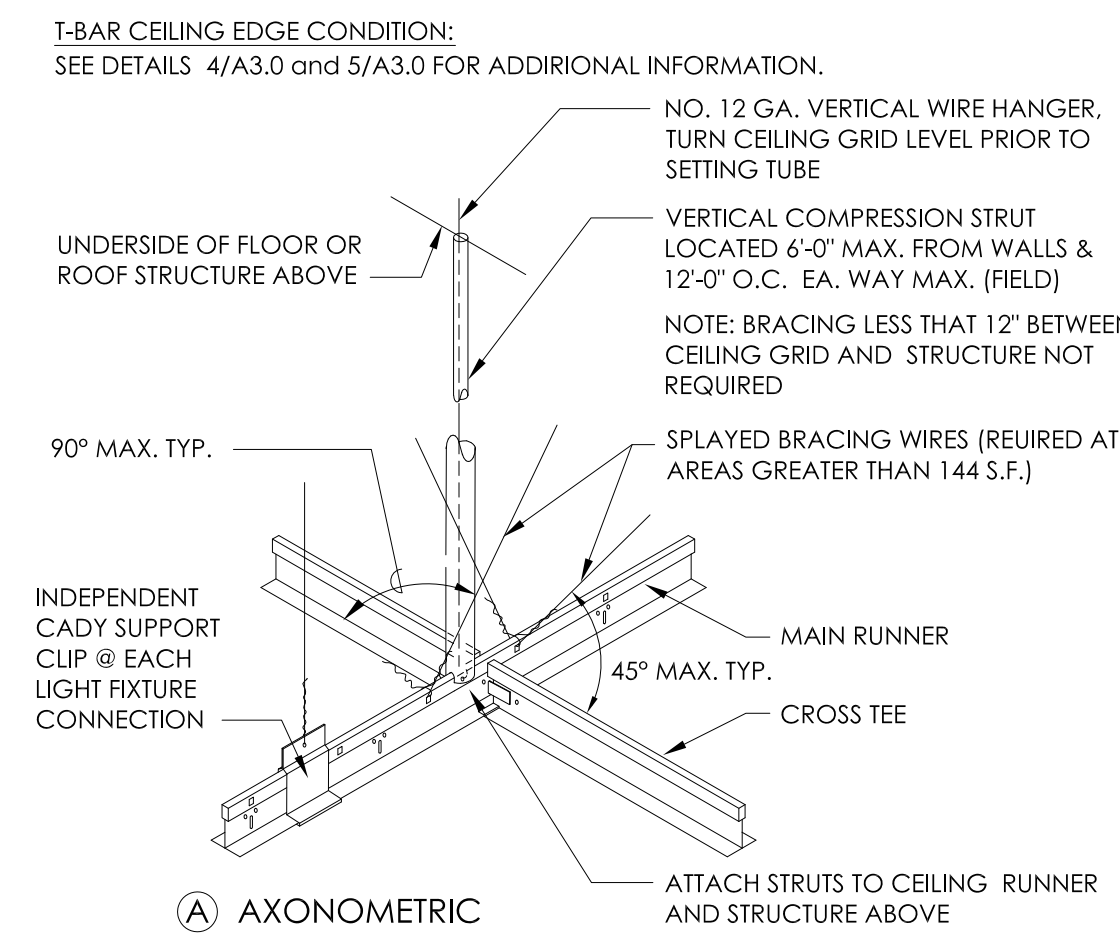 T-BAR CEILING EDGE CONDITION:
SEE DETAILS 4/A3.0 and 5/A3.0 FOR ADDIRIONAL INFORMATION.
NO. 12 GA. VERTICAL WIRE HANGER,
TURN CEILING GRID LEVEL PRIOR TO
SETTING TUBE
UNDERSIDE OF FLOOR OR
ROOF STRUCTURE ABOVE
VERTICAL COMPRESSION STRUT
LOCATED 6'-0" MAX. FROM WALLS &
12'-0" O.C. EA. WAY MAX. (FIELD)
NOTE: BRACING LESS THAT 12" BETWEEN
CEILING GRID AND STRUCTURE NOT
REQUIRED
90° MAX. TYP.
SPLAYED BRACING WIRES (REUIRED AT
AREAS GREATER THAN 144 S.F.)
INDEPENDENT
CADY SUPPORT
CLIP @ EACH
LIGHT FIXTURE
CONNECTION
MAIN RUNNER
45° MAX. TYP.
CROSS TEE
ATTACH STRUTS TO CEILING RUNNER
AND STRUCTURE ABOVE
A AXONOMETRIC